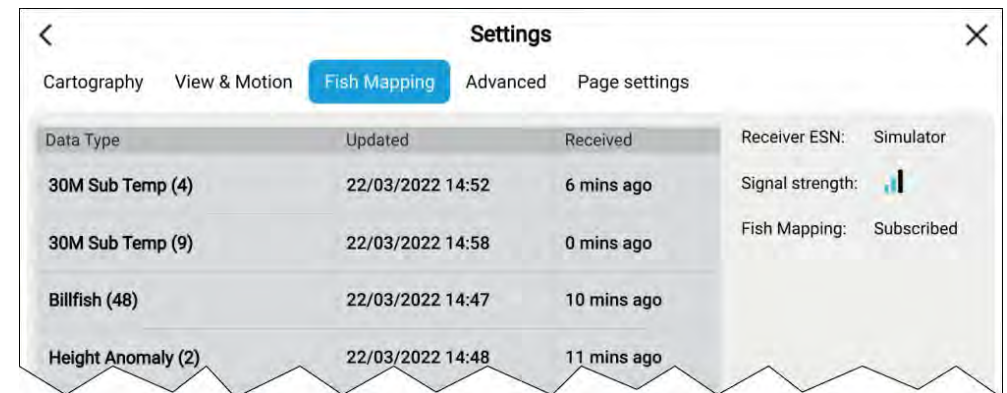 Settings
Cartography View & Motion Fish Mapping Advanced Page settings
Data Type Updated Received
30M Sub Temp (4) 22/03/2022 14:52 6 mins ago
30M Sub Temp (9) 22/03/2022 14:58 0 mins ago
Billfish (48) 22/03/2022 14:47 10 mins ago
Height Anomaly (2) 22/03/2022 14:48 11 mins ago
Receiver ESN: Simulator
Signal strength:
Fish Mapping: Subscribed